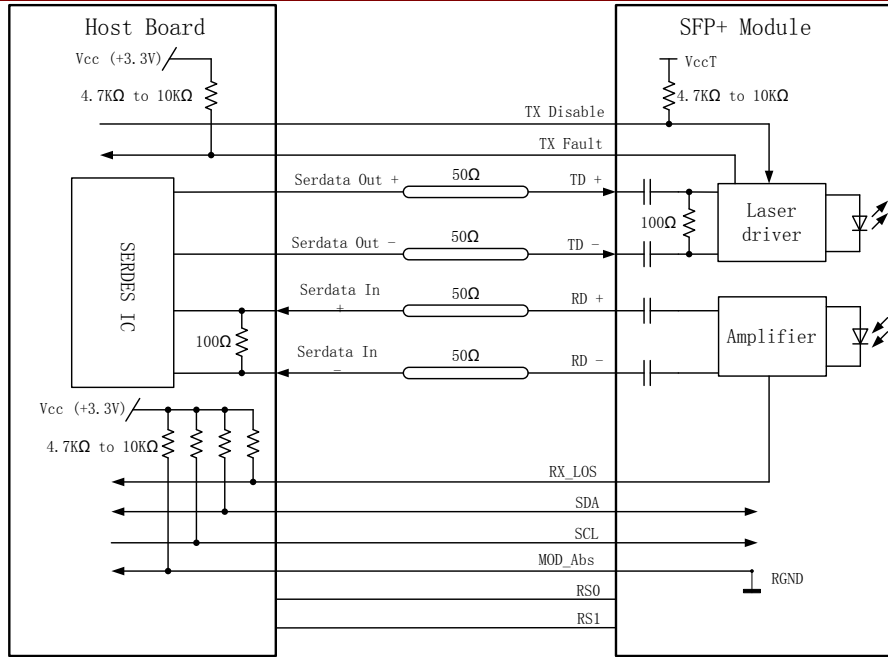 Host Board
SFP+ Module
Vcc (+3.3V)
VccT
4.7KΩ to 10KΩ
4.7KΩ to 10KΩ
TX Disable
TX Fault
Serdata Out +
50Ω
TD +
Laser
driver
100Ω
Serdata Out -
50Ω
TD -
SERDES IC
Serdata In
+
50Ω
RD +
100Ω
Amplifier
Serdata In
-
50Ω
RD -
Vcc (+3.3V)
4.7KΩ to 10KΩ
RX_LOS
SDA
SCL
MOD_Abs
RGND
RS0
RS1